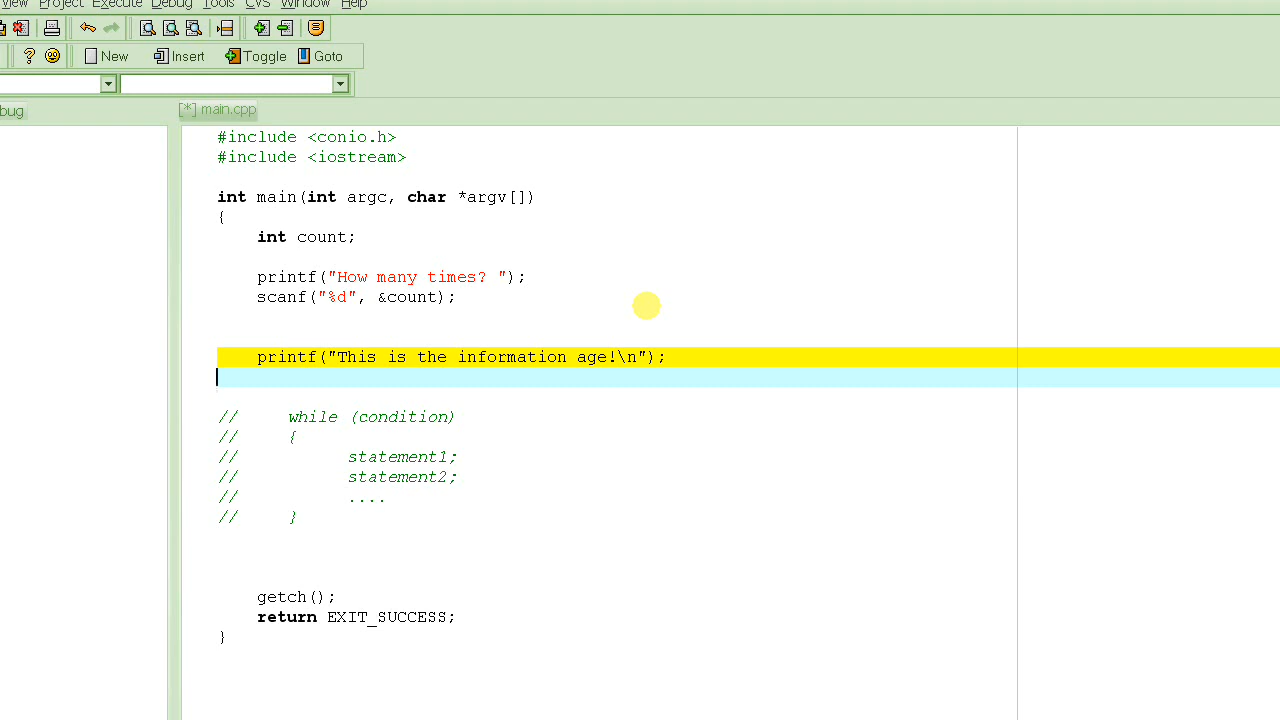 View Project Execute Debug Tools CVS Window Help
New Insert Toggle Goto
[*] main.cpp
#include <conio.h>
#include <iostream>
int main(int argc, char *argv[])
{
int count;
printf("How many times? ");
scanf("%d", &count);
printf("This is the information age!\n");
// while (condition)
// {
// statement1;
// statement2;
// ....
// }
getch();
return EXIT_SUCCESS;
}